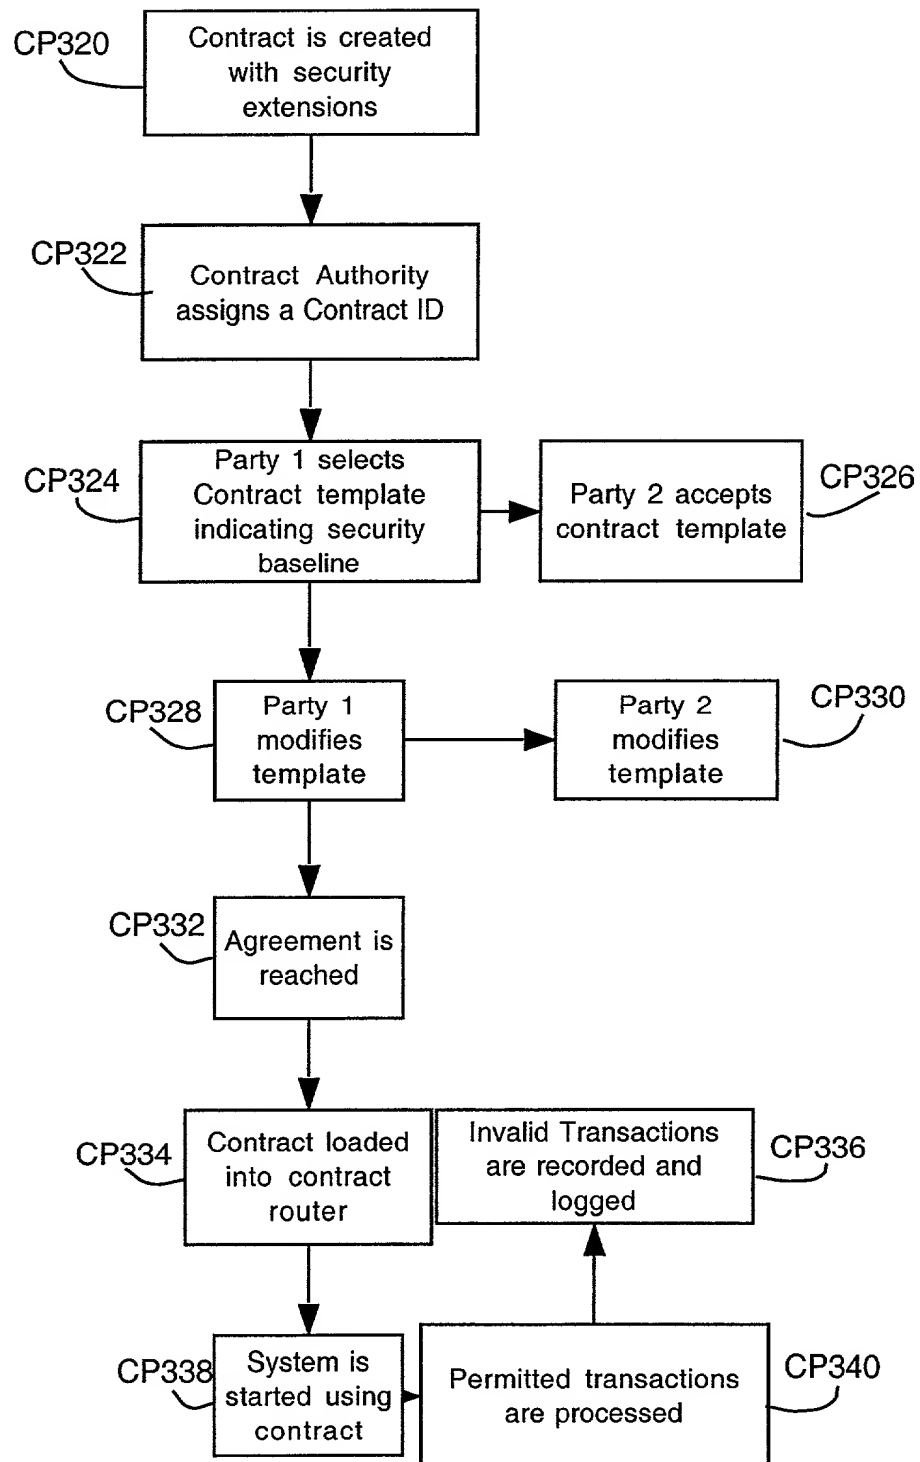 CP320
Contract is created
with security
extensions
CP322
Contract Authority
assigns a Contract ID
CP324
Party 1 selects
Contract template
indicating security
baseline
Party 2 accepts
contract template
CP326
CP328
Party 1
modifies
template
Party 2
modifies
template
CP330
CP332
Agreement is
reached
CP334
Contract loaded
into contract
router
Invalid Transactions
are recorded and
logged
CP336
CP338
System is
started using
contract
Permitted transactions
are processed
CP340